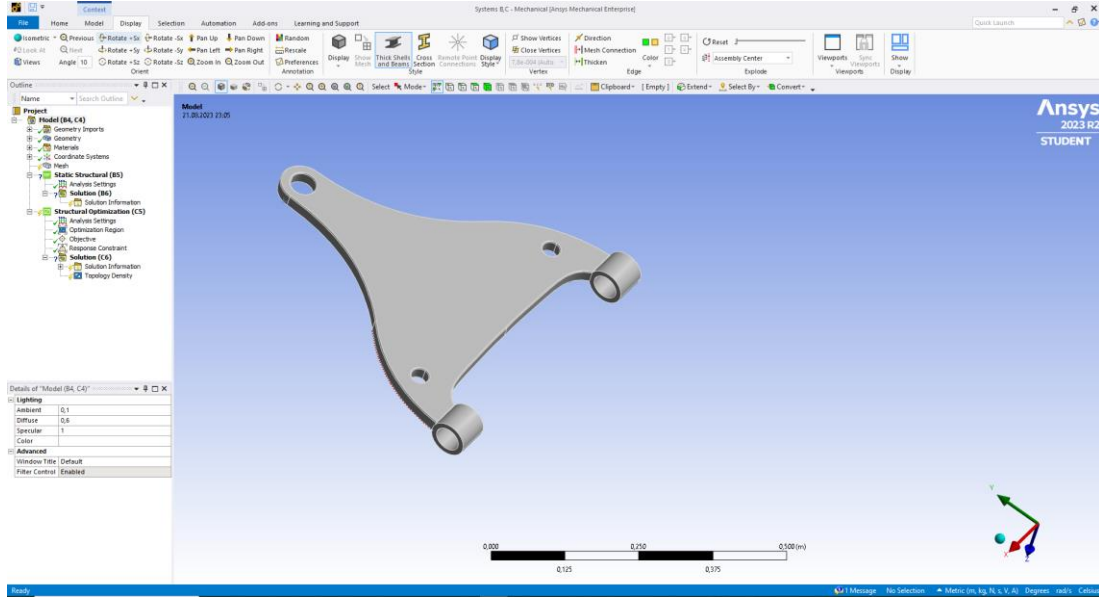 Context
Systems B,C - Mechanical [Ansys Mechanical Enterprise]
File Home Model Display Selection Automation Add-ons Learning and Support
Quick Launch
Isometric Previous Rotate +Sx Rotate -Sx Pan Up Pan Down Random
Look At Next Rotate +Sy Rotate -Sy Pan Left Pan Right Rescale
Views Angle 10 Rotate +Sz Rotate -Sz Zoom In Zoom Out Preferences
Orient Annotation
Display Show Mesh Thick Shells and Beams Cross Section Remote Point Connections Display Style
Style
Show Vertices
Close Vertices
Vertex
Direction
Mesh Connection
Thicken
Color
Edge
Reset
Assembly Center
Explode
Viewports Sync Viewports
Viewports
Show
Display
Outline
Name Search Outline
Select Mode Clipboard [ Empty ] Extend Select By Convert
Project
Model (B4, C4)
Geometry Imports
Geometry
Materials
Coordinate Systems
Mesh
Static Structural (B5)
Analysis Settings
Solution (B6)
Solution Information
Structural Optimization (C5)
Analysis Settings
Optimization Region
Objective
Response Constraint
Solution (C6)
Solution Information
Topology Density
Model
21.09.2023 23:05
Ansys
2023 R2
STUDENT
Details of "Model (B4, C4)"
Lighting
Ambient 0,1
Diffuse 0,6
Specular 1
Color
Advanced
Window Title Default
Filter Control Enabled
0,000 0,250 0,500 (m)
0,125 0,375
Y
X
Z
Ready
1 Message No Selection Metric (m, kg, N, s, V, A) Degrees rad/s Celsius